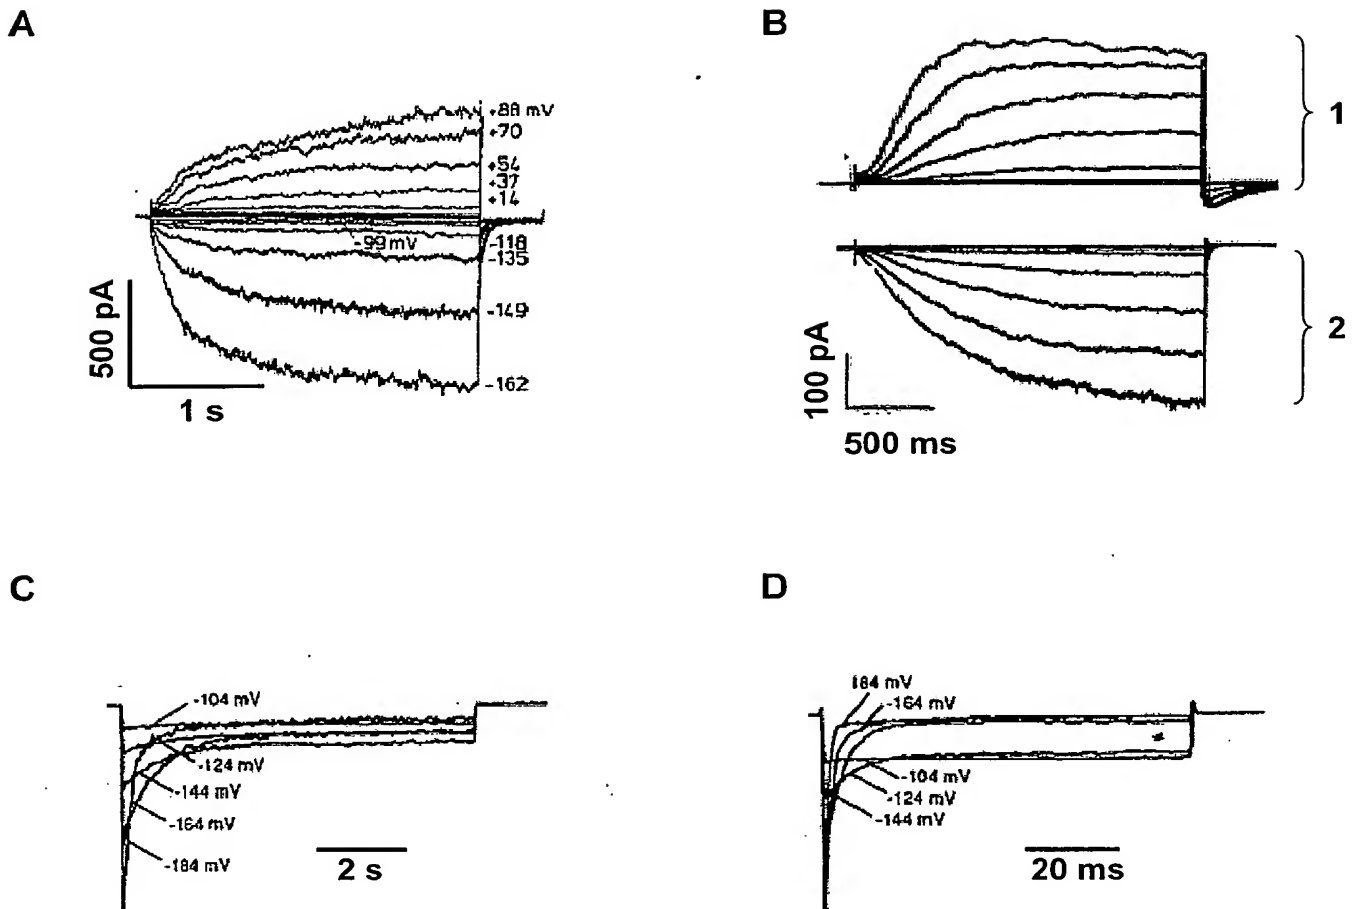 A
+88 mV
+70
+54
+37
+14
-99 mV
-118
-135
-149
-162
500 pA
1 s
B
1
2
100 pA
500 ms
C
-104 mV
-124 mV
-144 mV
-164 mV
-184 mV
2 s
D
184 mV
-164 mV
-104 mV
-124 mV
-144 mV
20 ms